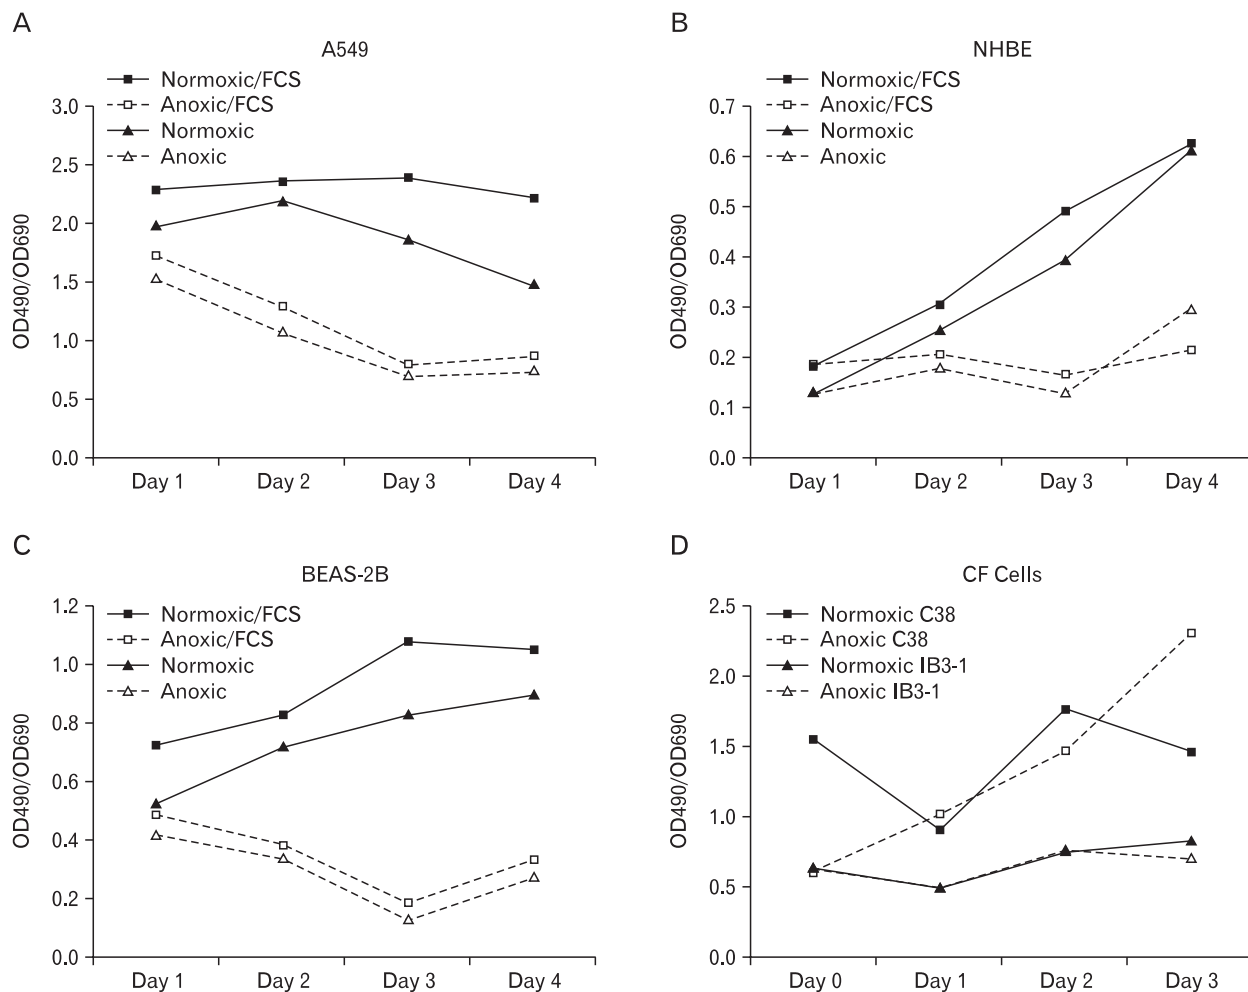 A
A549
Normoxic/FCS
Anoxic/FCS
Normoxic
Anoxic
3.0
2.5
2.0
1.5
1.0
0.5
0.0
OD490/OD690
Day 1 Day 2 Day 3 Day 4
B
NHBE
Normoxic/FCS
Anoxic/FCS
Normoxic
Anoxic
0.7
0.6
0.5
0.4
0.3
0.2
0.1
0.0
OD490/OD690
Day 1 Day 2 Day 3 Day 4
C
BEAS-2B
Normoxic/FCS
Anoxic/FCS
Normoxic
Anoxic
1.2
1.0
0.8
0.6
0.4
0.2
0.0
OD490/OD690
Day 1 Day 2 Day 3 Day 4
D
CF Cells
Normoxic C38
Anoxic C38
Normoxic IB3-1
Anoxic IB3-1
2.5
2.0
1.5
1.0
0.5
0.0
OD490/OD690
Day 0 Day 1 Day 2 Day 3